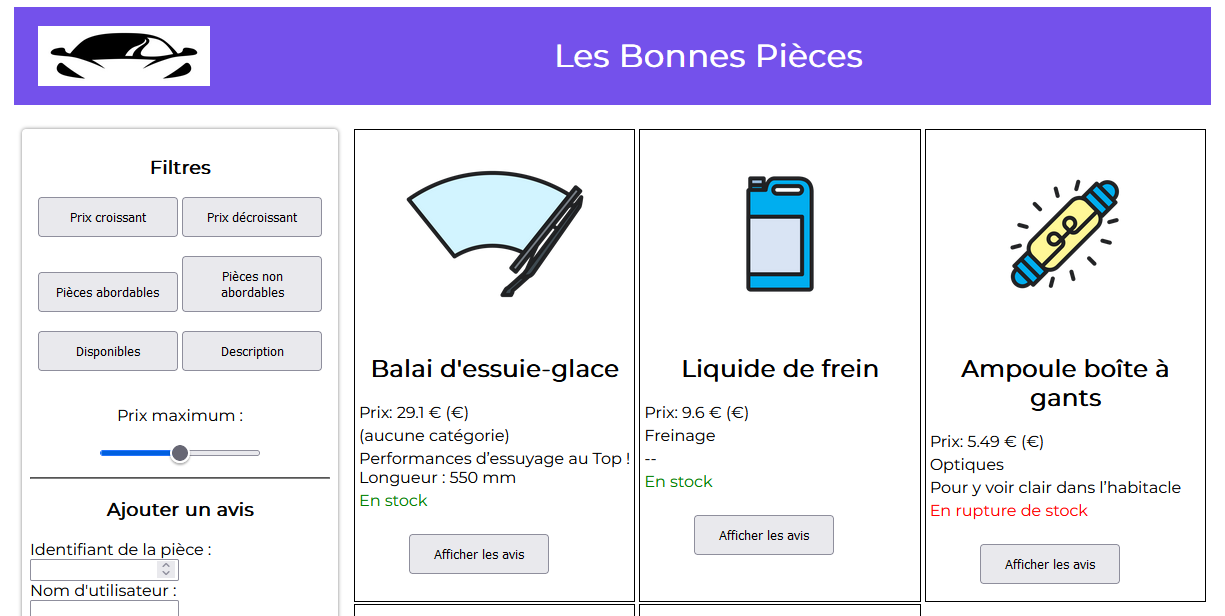 Les Bonnes Pièces
Filtres
Prix croissant
Prix décroissant
Pièces abordables
Pièces non
abordables
Disponibles
Description
Prix maximum :
Ajouter un avis
Identifiant de la pièce :
Nom d'utilisateur :
Balai d'essuie-glace
Prix: 29.1 € (€)
(aucune catégorie)
Performances d’essuyage au Top !
Longueur : 550 mm
En stock
Afficher les avis
Liquide de frein
Prix: 9.6 € (€)
Freinage
--
En stock
Afficher les avis
Ampoule boîte à
gants
Prix: 5.49 € (€)
Optiques
Pour y voir clair dans l’habitacle
En rupture de stock
Afficher les avis